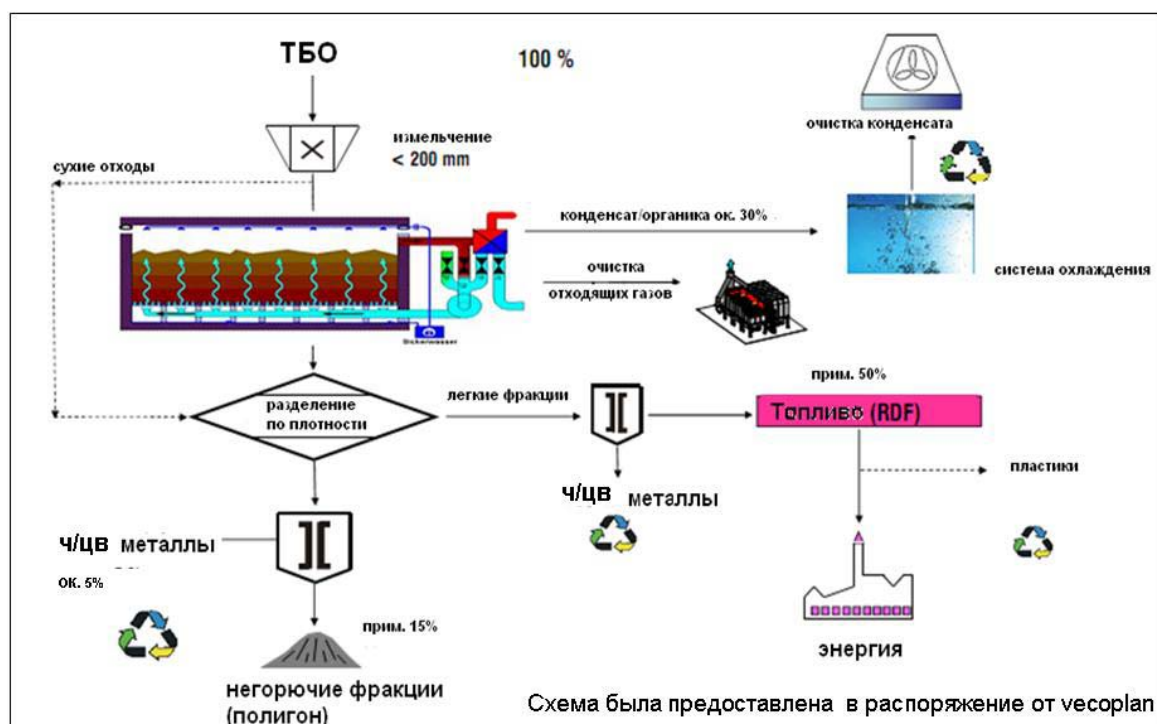 ТБО
100 %
измельчение
< 200 mm
сухие отходы
очистка конденсата
конденсат/органика ок. 30%
система охлаждения
очистка
отходящих газов
Sickerwasser
прим. 50%
разделение
по плотности
легкие фракции
Топливо (RDF)
пластики
ч/цв металлы
ч/цв металлы
ок. 5%
прим. 15%
энергия
негорючие фракции
(полигон)
Схема была предоставлена в распоряжение от vecoplan